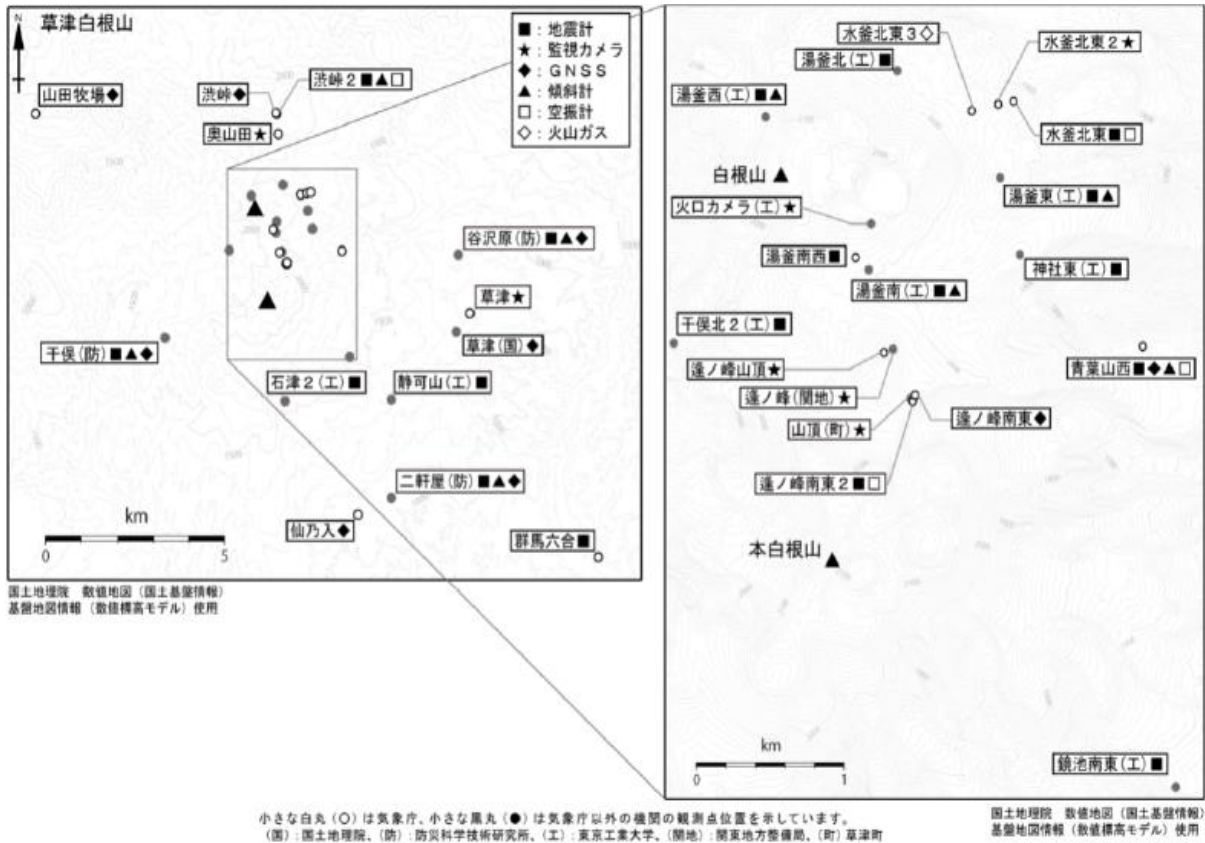 草津白根山
N
■：地震計
★：監視カメラ
◆：GNSS
▲：傾斜計
□：空振計
◇：火山ガス
山田牧場◆
渋峠◆
渋峠2■▲□
奥山田★
谷沢原(防)■▲◆
草津★
草津(国)◆
干俣(防)■▲◆
石津2(工)■
静可山(工)■
二軒屋(防)■▲◆
仙乃入◆
群馬六合■
km
0 5
国土地理院 数値地図（国土基盤情報）
基盤地図情報（数値標高モデル）使用
水釜北東3◇
水釜北東2★
湯釜北(工)■
湯釜西(工)■▲
水釜北東■□
白根山▲
湯釜東(工)■▲
火口カメラ(工)★
湯釜南西■
神社東(工)■
湯釜南(工)■▲
干俣北2(工)■
逢ノ峰山頂★
青葉山西■◆▲□
逢ノ峰(関地)★
山頂(町)★
逢ノ峰南東◆
逢ノ峰南東2■□
本白根山▲
km
0 1
鏡池南東(工)■
国土地理院 数値地図（国土基盤情報）
基盤地図情報（数値標高モデル）使用
小さな白丸（○）は気象庁、小さな黒丸（●）は気象庁以外の機関の観測点位置を示しています。
（国）：国土地理院、（防）：防災科学技術研究所、（工）：東京工業大学、（関地）：関東地方整備局、（町）草津町